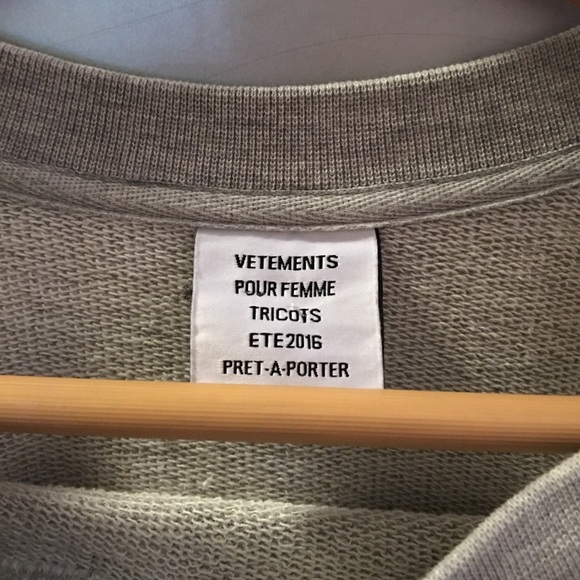 VETEMENTS
POUR FEMME
TRICOTS
ETE 2016
PRET-A-PORTER